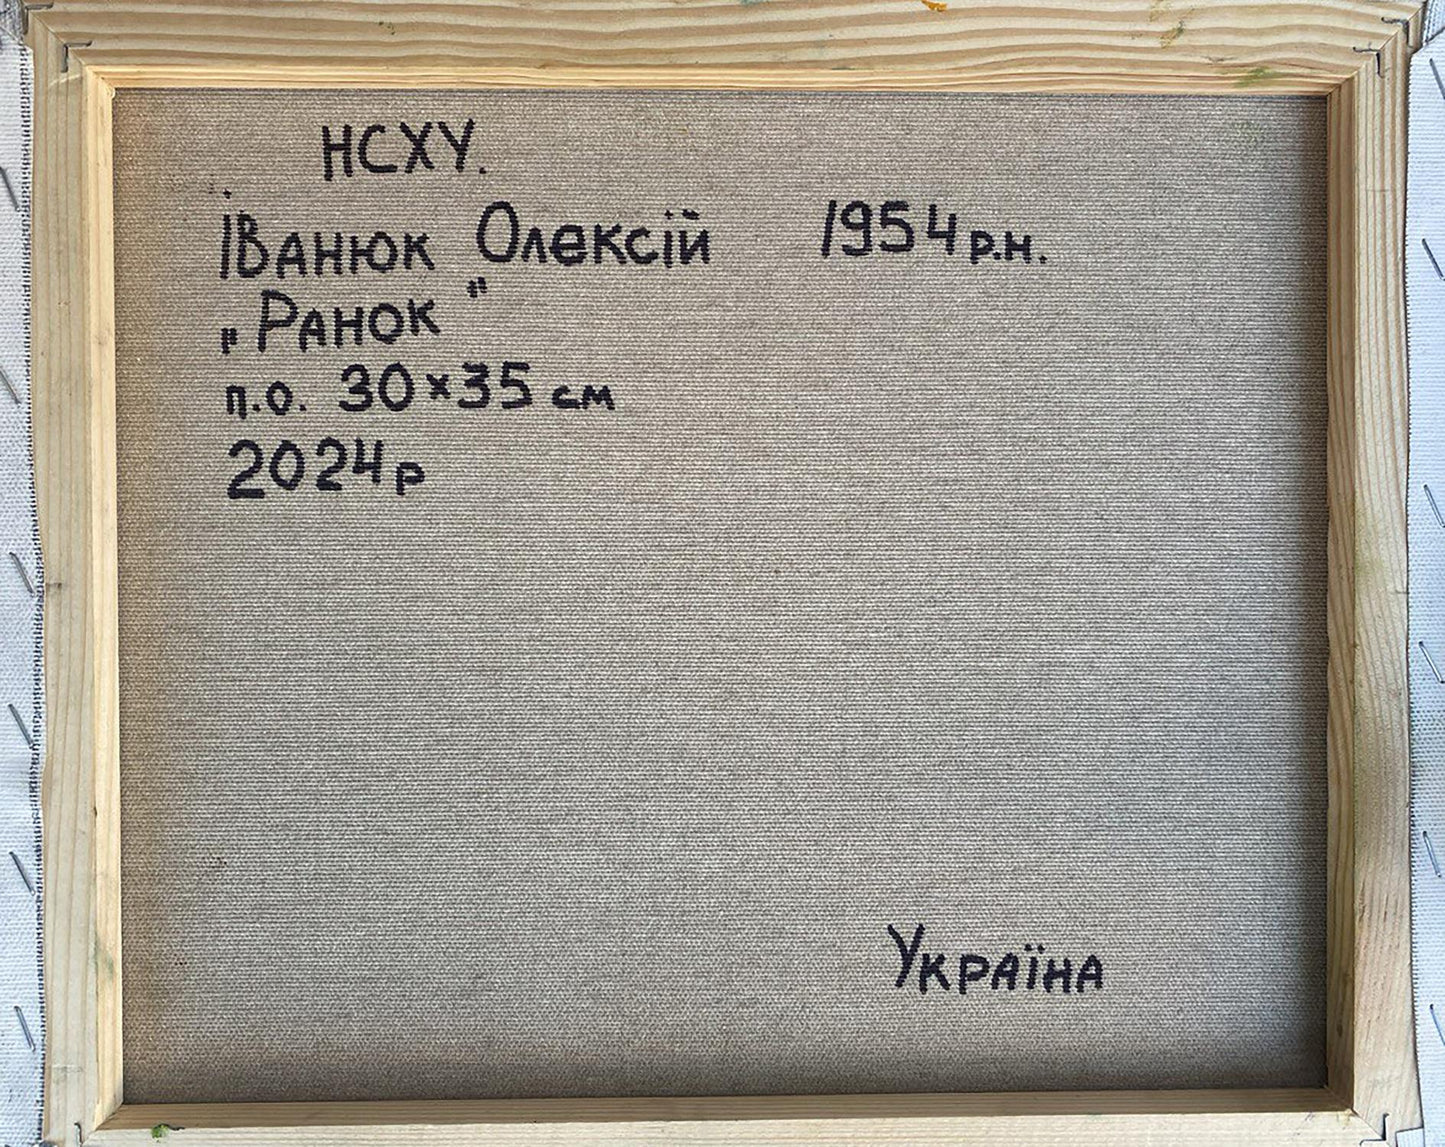 НСХУ.
Іванюк Олексій 1954 р.н.
„Ранок"
п.о. 30×35 см
2024р
Україна